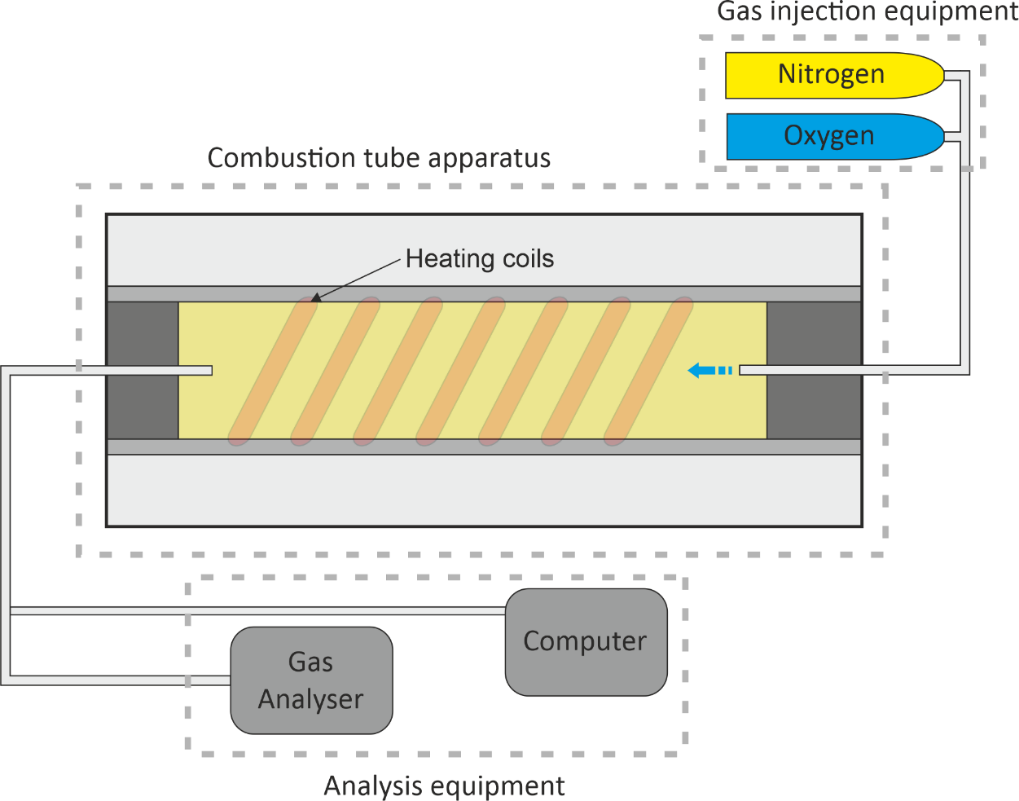 Gas injection equipment
Nitrogen
Oxygen
Combustion tube apparatus
Heating coils
Computer
Gas
Analyser
Analysis equipment